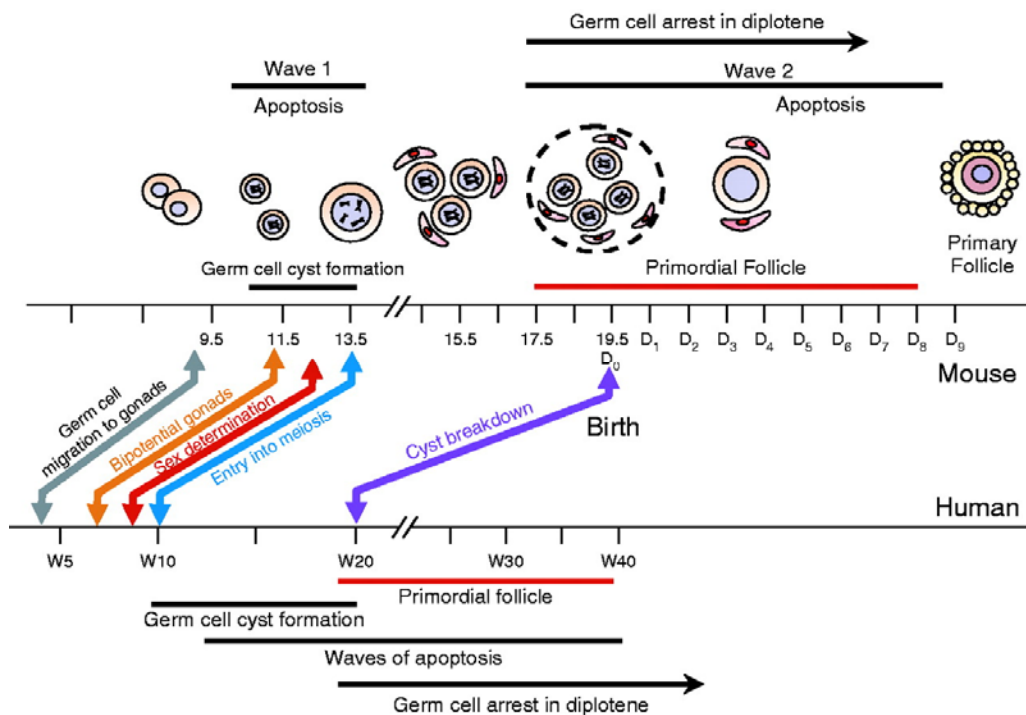 Germ cell arrest in diplotene
Wave 1
Wave 2
Apoptosis
Apoptosis
Germ cell cyst formation
Primordial Follicle
Primary
Follicle
9.5 11.5 13.5 15.5 17.5 19.5 D1 D2 D3 D4 D5 D6 D7 D8 D9
D0
Mouse
Germ cell
migration to gonads
Bipotential gonads
Sex determination
Entry into meiosis
Cyst breakdown
Birth
Human
W5 W10 W20 W30 W40
Primordial follicle
Germ cell cyst formation
Waves of apoptosis
Germ cell arrest in diplotene